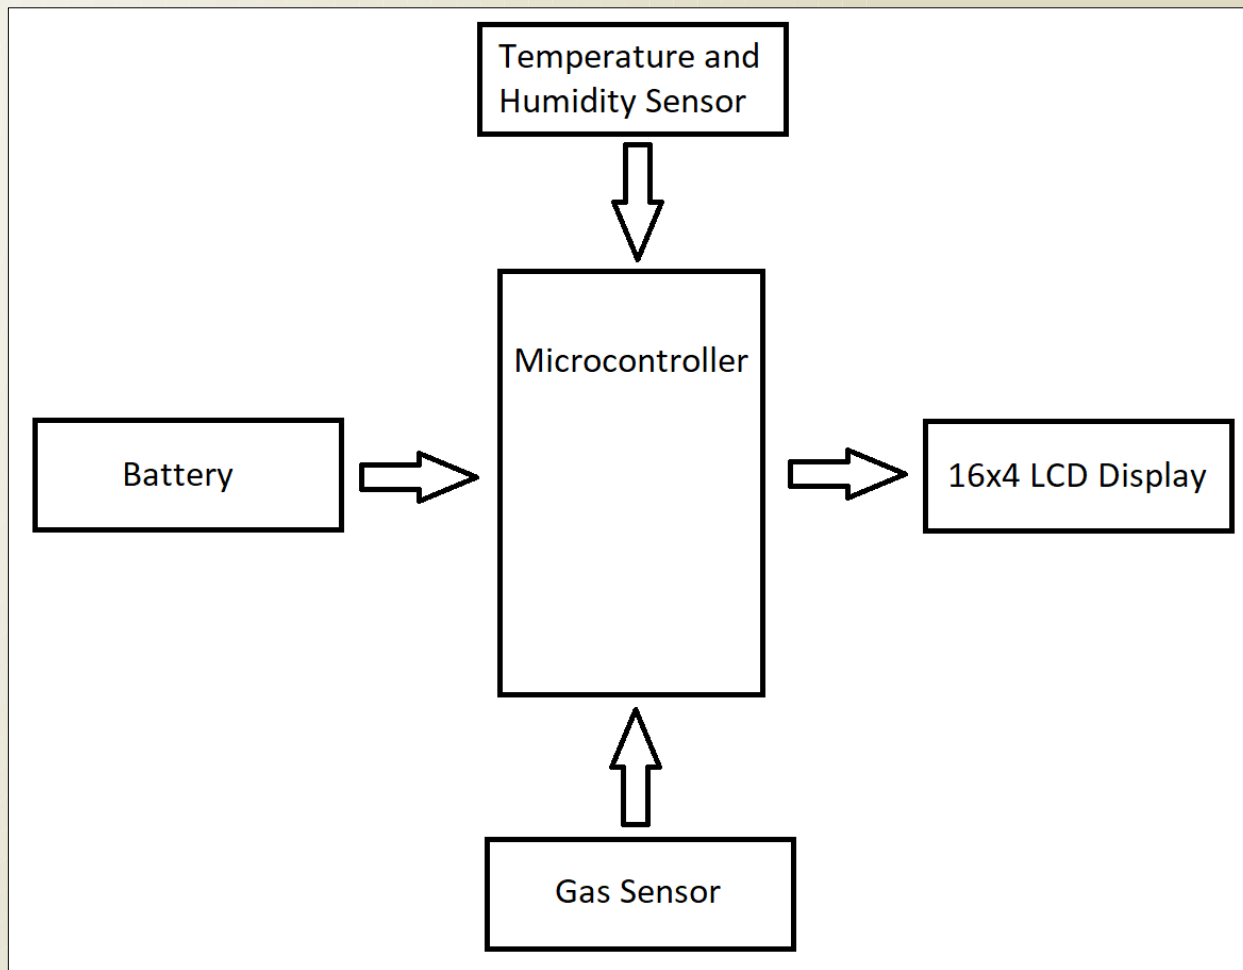 Temperature and
Humidity Sensor
Microcontroller
Battery
16x4 LCD Display
Gas Sensor